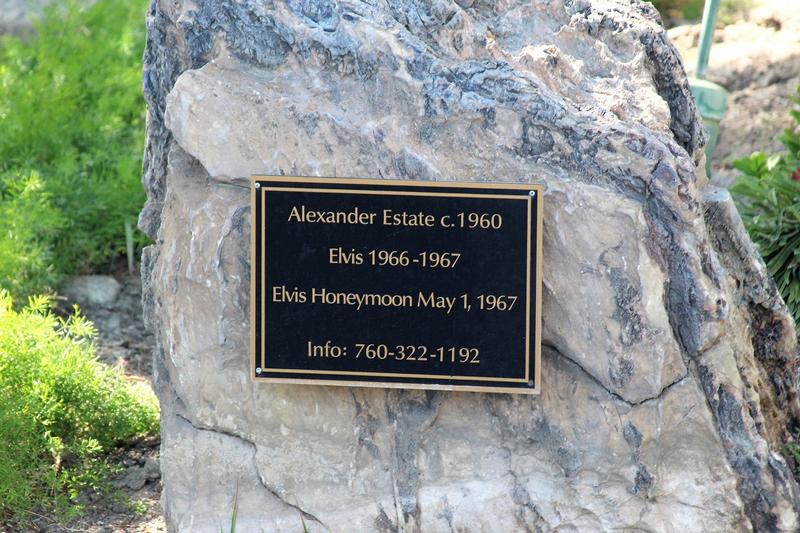 Alexander Estate c.1960
Elvis 1966-1967
Elvis Honeymoon May 1, 1967
Info: 760-322-1192